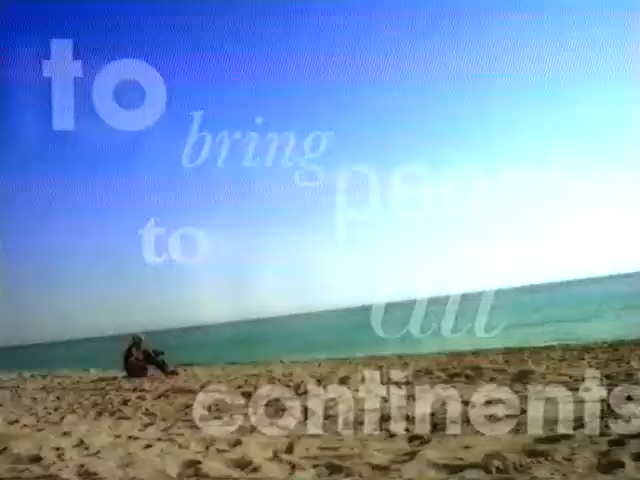 to
bring
to
all
continents